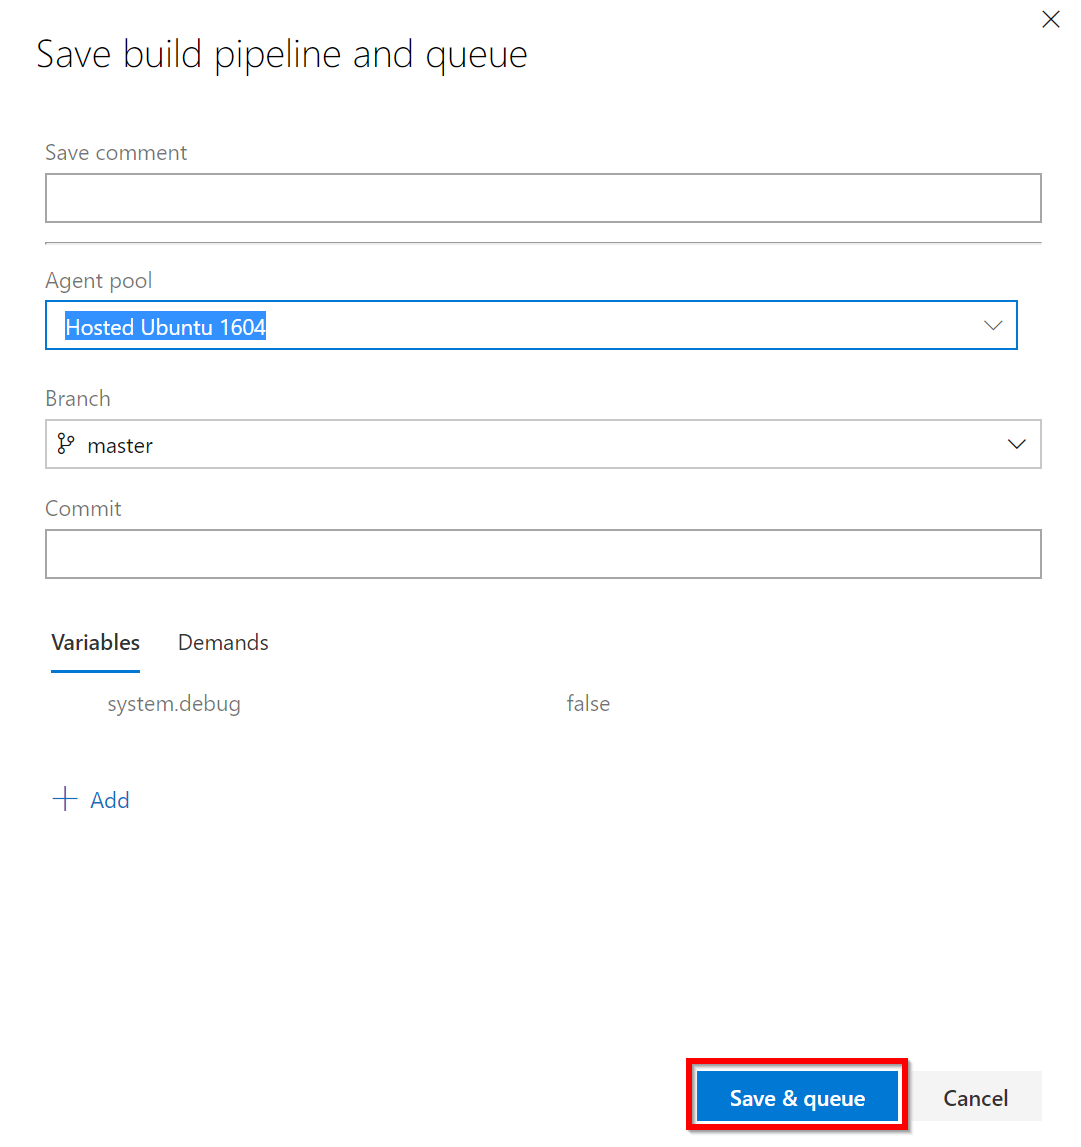 Save build pipeline and queue
Save comment
Agent pool
Hosted Ubuntu 1604
Branch
master
Commit
Variables Demands
system.debug false
Add
Save & queue Cancel